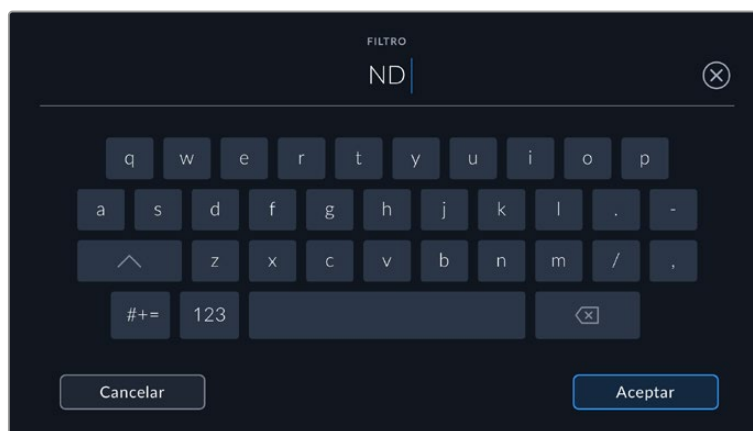 FILTRO
ND
q w e r t y u i o p
a s d f g h j k l . -
z x c v b n m / ,
#+= 123
Cancelar Aceptar